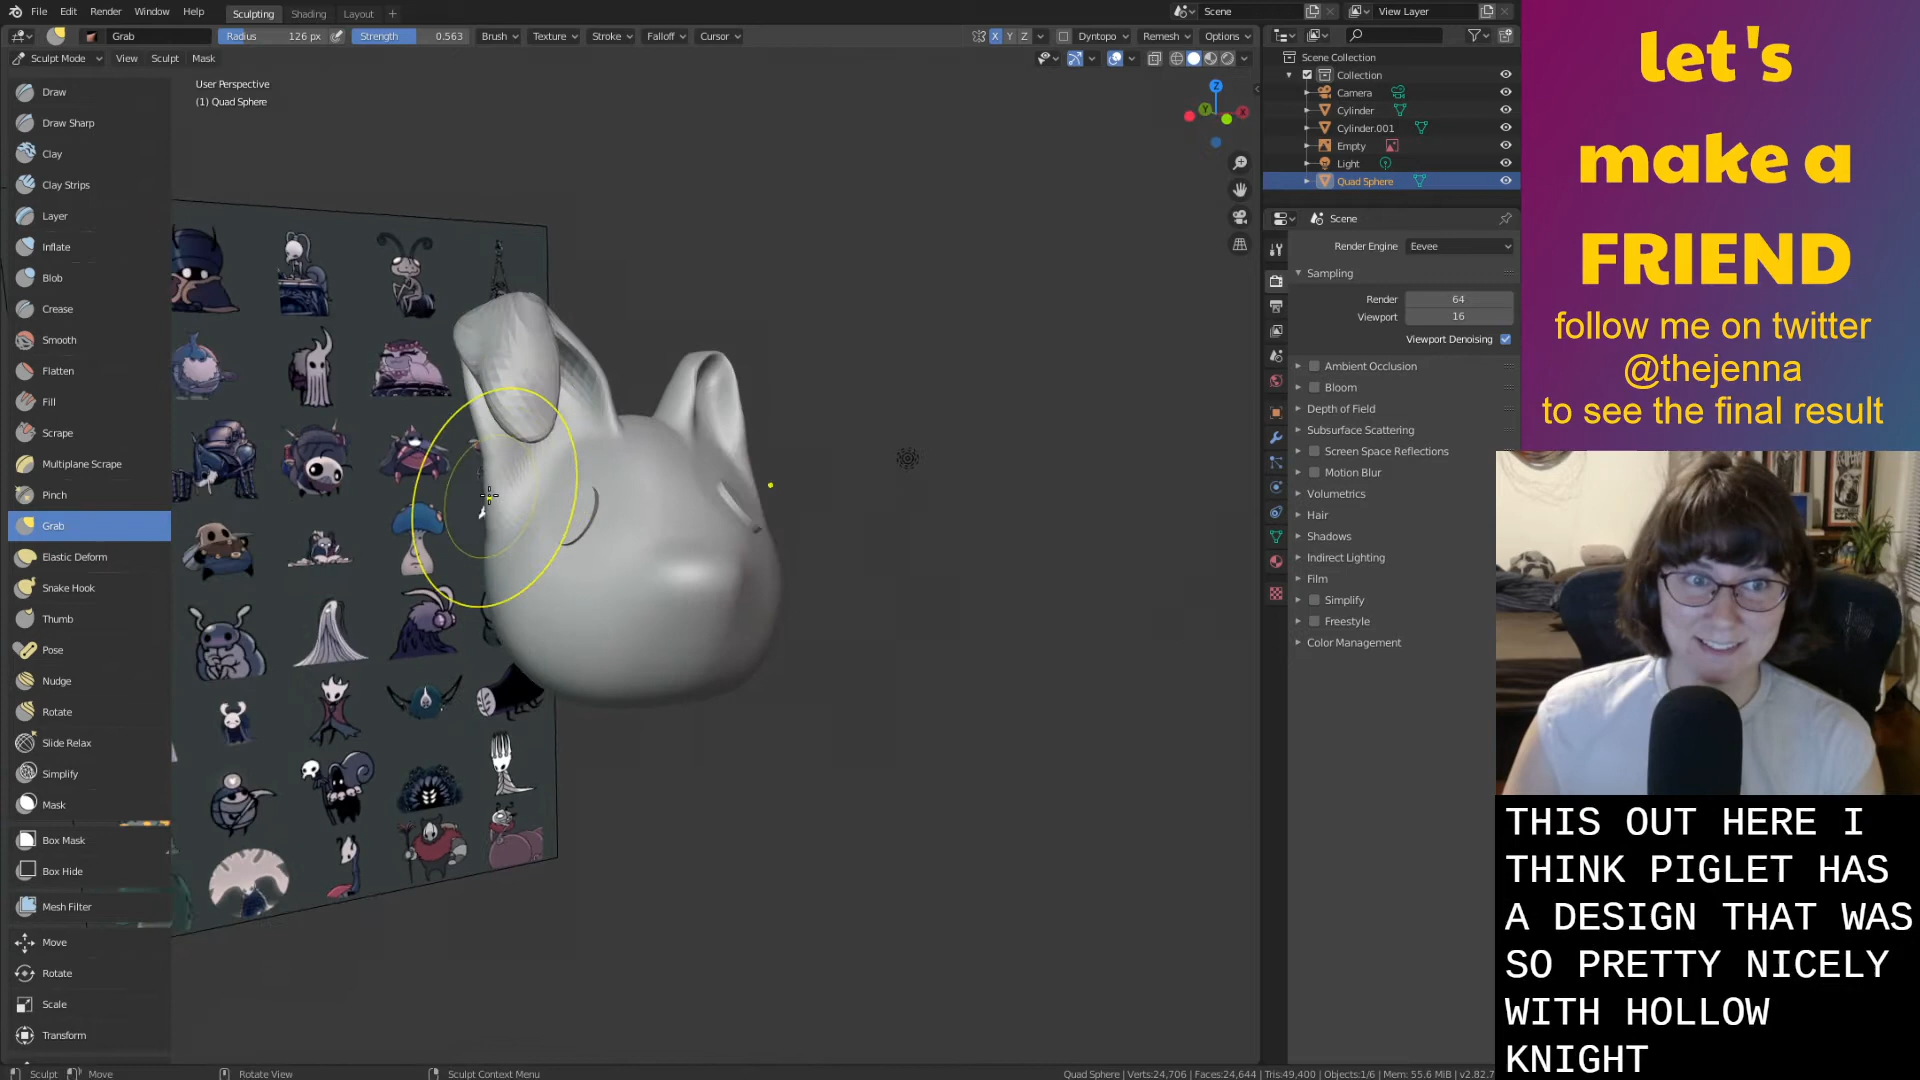 File Edit Render Window Help Sculpting Shading Layout + Scene View Layer
Grab Radius 126 px Strength 0.563 Brush Texture Stroke Falloff Cursor X Y Z Dyntopo Remesh Options
Sculpt Mode View Sculpt Mask
User Perspective
(1) Quad Sphere
Draw
Draw Sharp
Clay
Clay Strips
Layer
Inflate
Blob
Crease
Smooth
Flatten
Fill
Scrape
Multiplane Scrape
Pinch
Grab
Elastic Deform
Snake Hook
Thumb
Pose
Nudge
Rotate
Slide Relax
Simplify
Mask
Box Mask
Box Hide
Mesh Filter
Move
Rotate
Scale
Transform
Z
Y
X
Scene Collection
Collection
Camera
Cylinder
Cylinder.001
Empty
Light
Quad Sphere
Scene
Render Engine Eevee
Sampling
Render 64
Viewport 16
Viewport Denoising
Ambient Occlusion
Bloom
Depth of Field
Subsurface Scattering
Screen Space Reflections
Motion Blur
Volumetrics
Hair
Shadows
Indirect Lighting
Film
Simplify
Freestyle
Color Management
let's
make a
FRIEND
follow me on twitter
@thejenna
to see the final result
THIS OUT HERE I
THINK PIGLET HAS
A DESIGN THAT WAS
SO PRETTY NICELY
WITH HOLLOW
KNIGHT
Sculpt Move Rotate View Sculpt Context Menu Quad Sphere | Verts:24,706 | Faces:24,644 | Tris:49,400 | Objects:1/6 | Mem: 55.6 MiB | v2.82.7